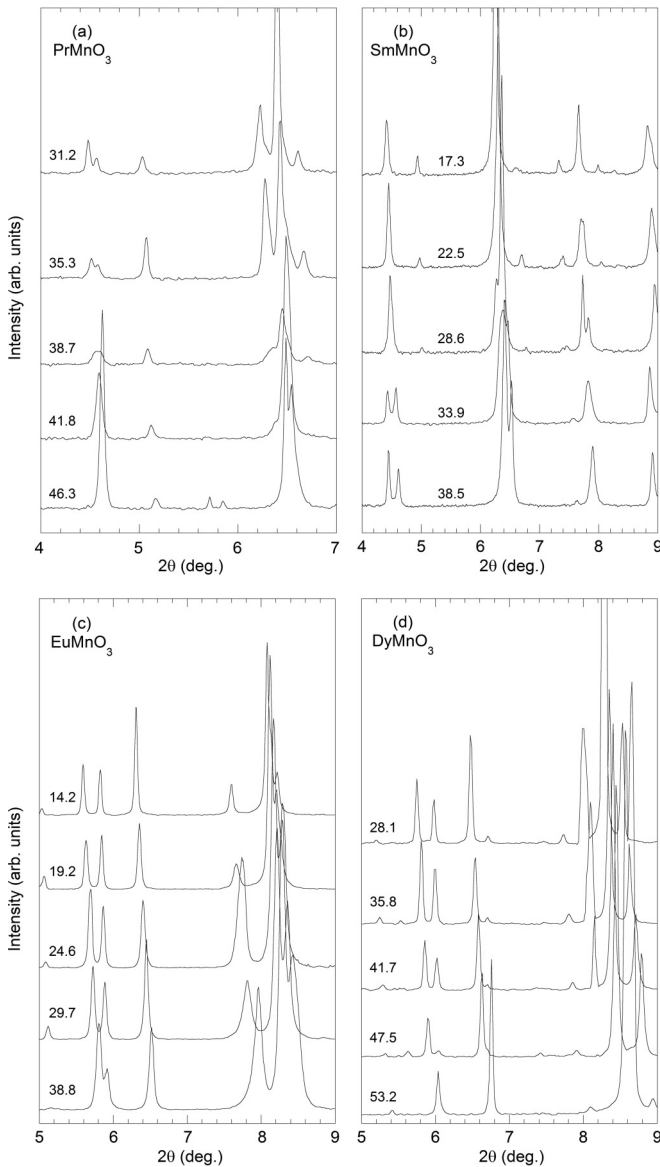 (a)
PrMnO3
31.2
35.3
38.7
41.8
46.3
4 5 6 7
2θ (deg.)
Intensity (arb. units)
(b)
SmMnO3
17.3
22.5
28.6
33.9
38.5
4 5 6 7 8 9
2θ (deg.)
(c)
EuMnO3
14.2
19.2
24.6
29.7
38.8
5 6 7 8 9
2θ (deg.)
Intensity (arb. units)
(d)
DyMnO3
28.1
35.8
41.7
47.5
53.2
5 6 7 8 9
2θ (deg.)